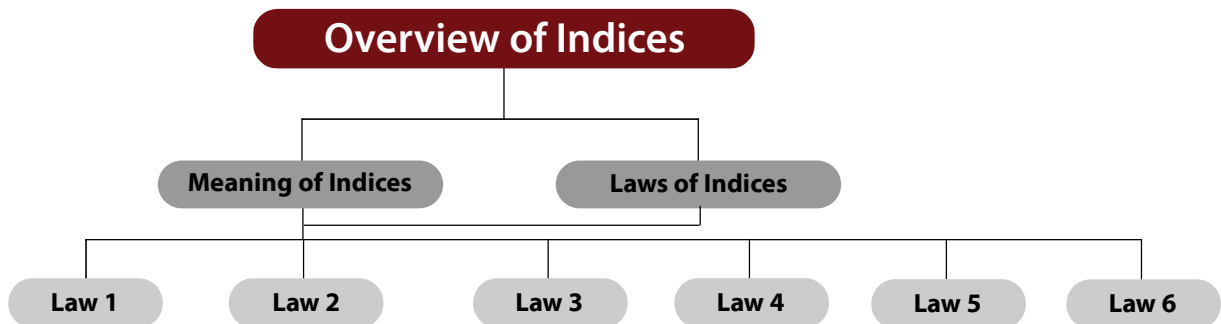 Overview of Indices
Meaning of Indices
Laws of Indices
Law 1
Law 2
Law 3
Law 4
Law 5
Law 6